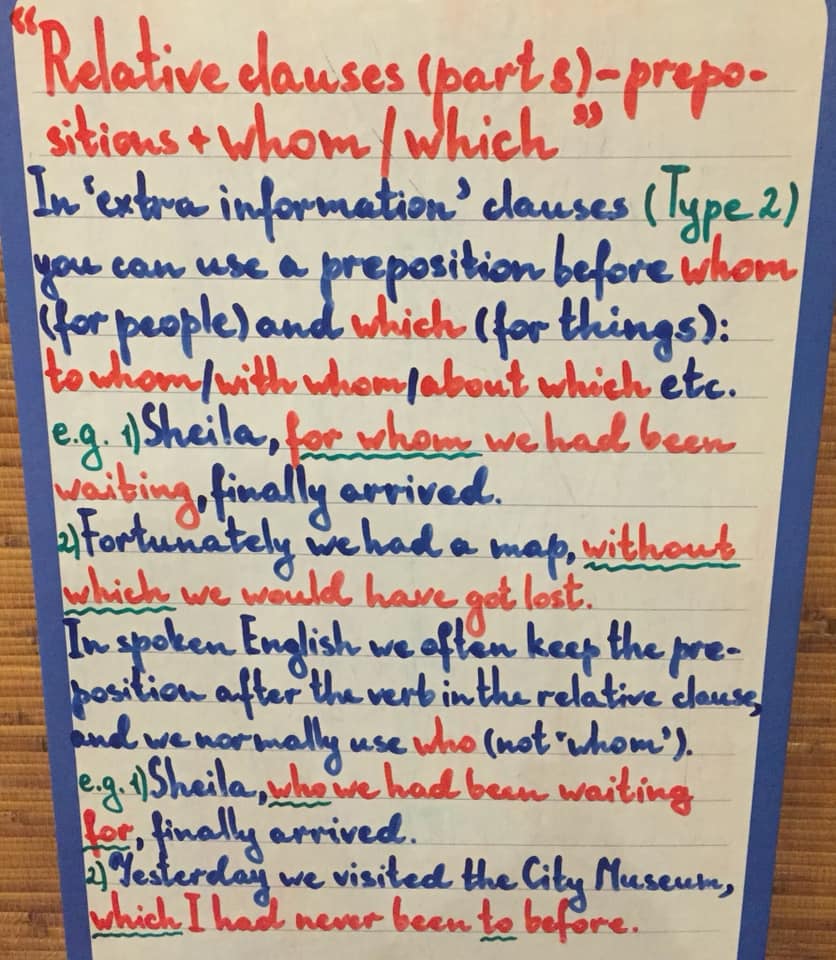 "Relative clauses (part 8)-prepo-
sitions + whom/which"
In 'extra information' clauses (Type 2)
you can use a preposition before whom
(for people) and which (for things):
to whom/with whom/about which etc.
e.g. 1) Sheila, for whom we had been
waiting, finally arrived.
2) Fortunately we had a map, without
which we would have got lost.
In spoken English we often keep the pre-
position after the verb in the relative clause,
and we normally use who (not 'whom').
e.g. 1) Sheila, who we had been waiting
for, finally arrived.
2) Yesterday we visited the City Museum,
which I had never been to before.